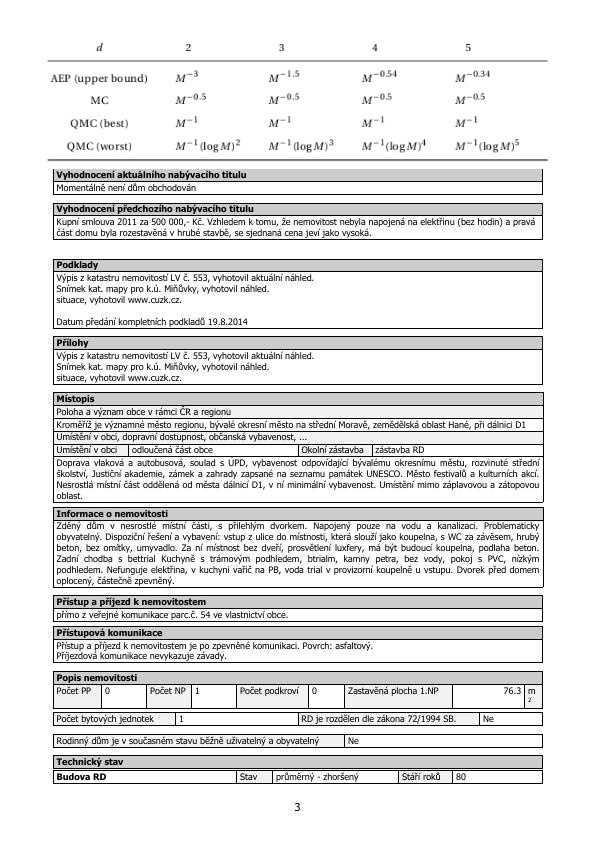 d 2 3 4 5
AEP (upper bound) M^−3 M^−1.5 M^−0.54 M^−0.34
MC M^−0.5 M^−0.5 M^−0.5 M^−0.5
QMC (best) M^−1 M^−1 M^−1 M^−1
QMC (worst) M^−1(log M)^2 M^−1(log M)^3 M^−1(log M)^4 M^−1(log M)^5
Vyhodnocení aktuálního nabývacího titulu
Momentálně není dům obchodován
Vyhodnocení předchozího nabývacího titulu
Kupní smlouva 2011 za 500 000,- Kč. Vzhledem k tomu, že nemovitost nebyla napojená na elektřinu (bez hodin) a pravá
část domu byla rozestavěná v hrubé stavbě, se sjednaná cena jeví jako vysoká.
Podklady
Výpis z katastru nemovitostí LV č. 553, vyhotovil aktuální náhled.
Snímek kat. mapy pro k.ú. Miňůvky, vyhotovil náhled.
situace, vyhotovil www.cuzk.cz.
Datum předání kompletních podkladů 19.8.2014
Přílohy
Výpis z katastru nemovitostí LV č. 553, vyhotovil aktuální náhled.
Snímek kat. mapy pro k.ú. Miňůvky, vyhotovil náhled.
situace, vyhotovil www.cuzk.cz.
Místopis
Poloha a význam obce v rámci ČR a regionu
Kroměříž je významné město regionu, bývalé okresní město na střední Moravě, zemědělská oblast Hané, při dálnici D1
Umístění v obci, dopravní dostupnost, občanská vybavenost, ...
Umístění v obci odloučená část obce Okolní zástavba zástavba RD
Doprava vlaková a autobusová, soulad s ÚPD, vybavenost odpovídající bývalému okresnímu městu, rozvinuté střední
školství, Justiční akademie, zámek a zahrady zapsané na seznamu památek UNESCO. Město festivalů a kulturních akcí.
Nesrostlá místní část oddělená od města dálnicí D1, v ní minimální vybavenost. Umístění mimo záplavovou a zátopovou
oblast.
Informace o nemovitosti
Zděný dům v nesrostlé místní části, s přilehlým dvorkem. Napojený pouze na vodu a kanalizaci. Problematicky
obyvatelný. Dispoziční řešení a vybavení: vstup z ulice do místnosti, která slouží jako koupelna, s WC za závěsem, hrubý
beton, bez omítky, umyvadlo. Za ní místnost bez dveří, prosvětlení luxfery, má být budoucí koupelna, podlaha beton.
Zadní chodba s bettrial Kuchyně s trámovým podhledem, btrialm, kamny petra, bez vody, pokoj s PVC, nízkým
podhledem. Nefunguje elektřina, v kuchyni vařič na PB, voda trial v provizorní koupelně u vstupu. Dvorek před domem
oplocený, částečně zpevněný.
Přístup a příjezd k nemovitostem
přímo z veřejné komunikace parc.č. 54 ve vlastnictví obce.
Přístupová komunikace
Přístup a příjezd k nemovitostem je po zpevněné komunikaci. Povrch: asfaltový.
Příjezdová komunikace nevykazuje závady.
Popis nemovitosti
Počet PP 0 Počet NP 1 Počet podkroví 0 Zastavěná plocha 1.NP 76.3 m
2
Počet bytových jednotek 1 RD je rozdělen dle zákona 72/1994 SB. Ne
Rodinný dům je v současném stavu běžně uživatelný a obyvatelný Ne
Technický stav
Budova RD Stav průměrný - zhoršený Stáří roků 80
3